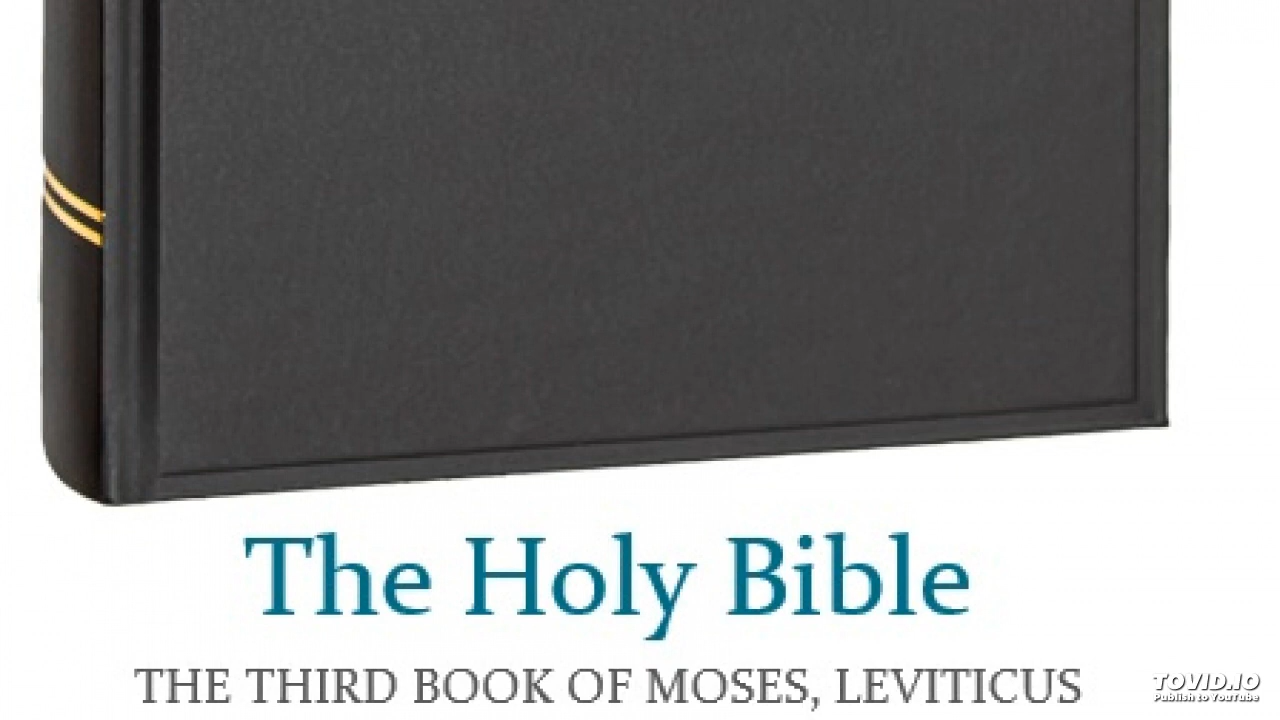 The Holy Bible
THE THIRD BOOK OF MOSES, LEVITICUS
TOVID.IO
Publish to YouTube